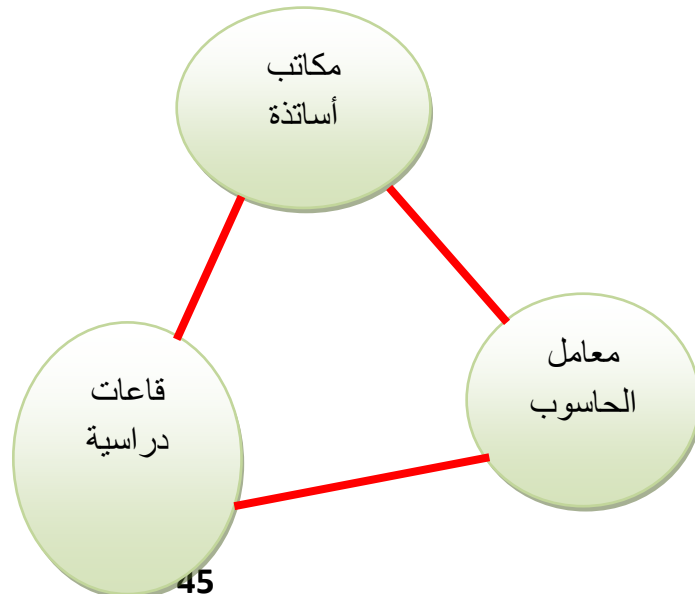 مكاتب
أساتذة
معامل
الحاسوب
قاعات
دراسية
45